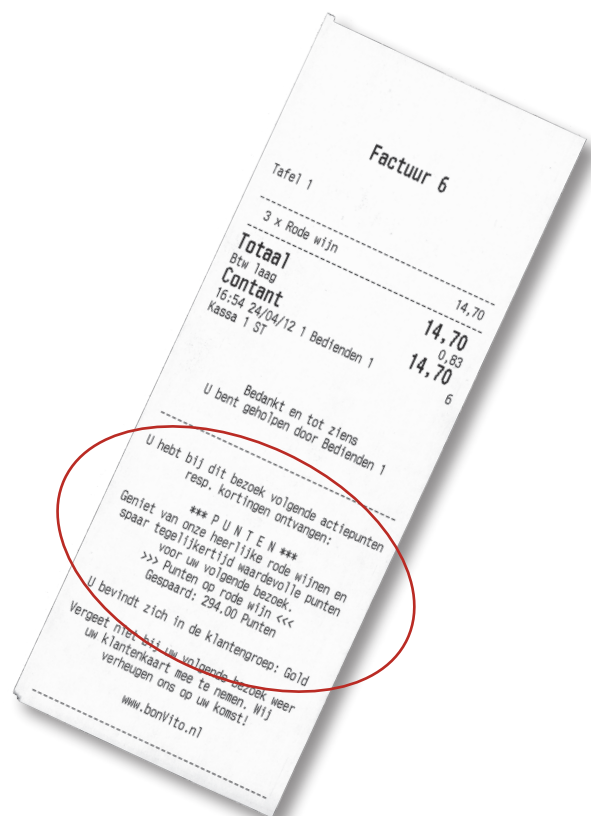 Factuur 6
Tafel 1
3 x Rode wijn 14,70
Totaal 14,70
Btw laag 0,83
Contant 14,70
16:54 24/04/12 1 Bedienden 1 6
Kassa 1 ST
Bedankt en tot ziens
U bent geholpen door Bedienden 1
U hebt bij dit bezoek volgende actiepunten
resp. kortingen ontvangen:
*** P U N T E N ***
Geniet van onze heerlijke rode wijnen en
spaar tegelijkertijd waardevolle punten
voor uw volgende bezoek.
>>> Punten op rode wijn <<<
Gespaard: 294.00 Punten
U bevindt zich in de klantengroep: Gold
Vergeet niet bij uw volgende bezoek weer
uw klantenkaart mee te nemen. Wij
verheugen ons op uw komst!
www.bonVito.nl